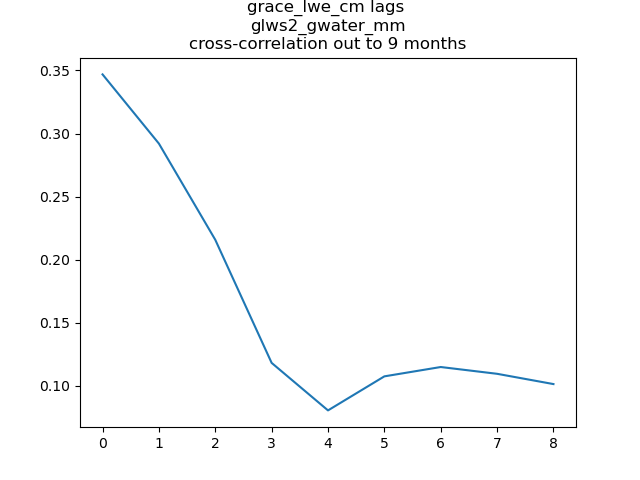 grace_lwe_cm lags
glws2_gwater_mm
cross-correlation out to 9 months
0.35
0.30
0.25
0.20
0.15
0.10
0 1 2 3 4 5 6 7 8